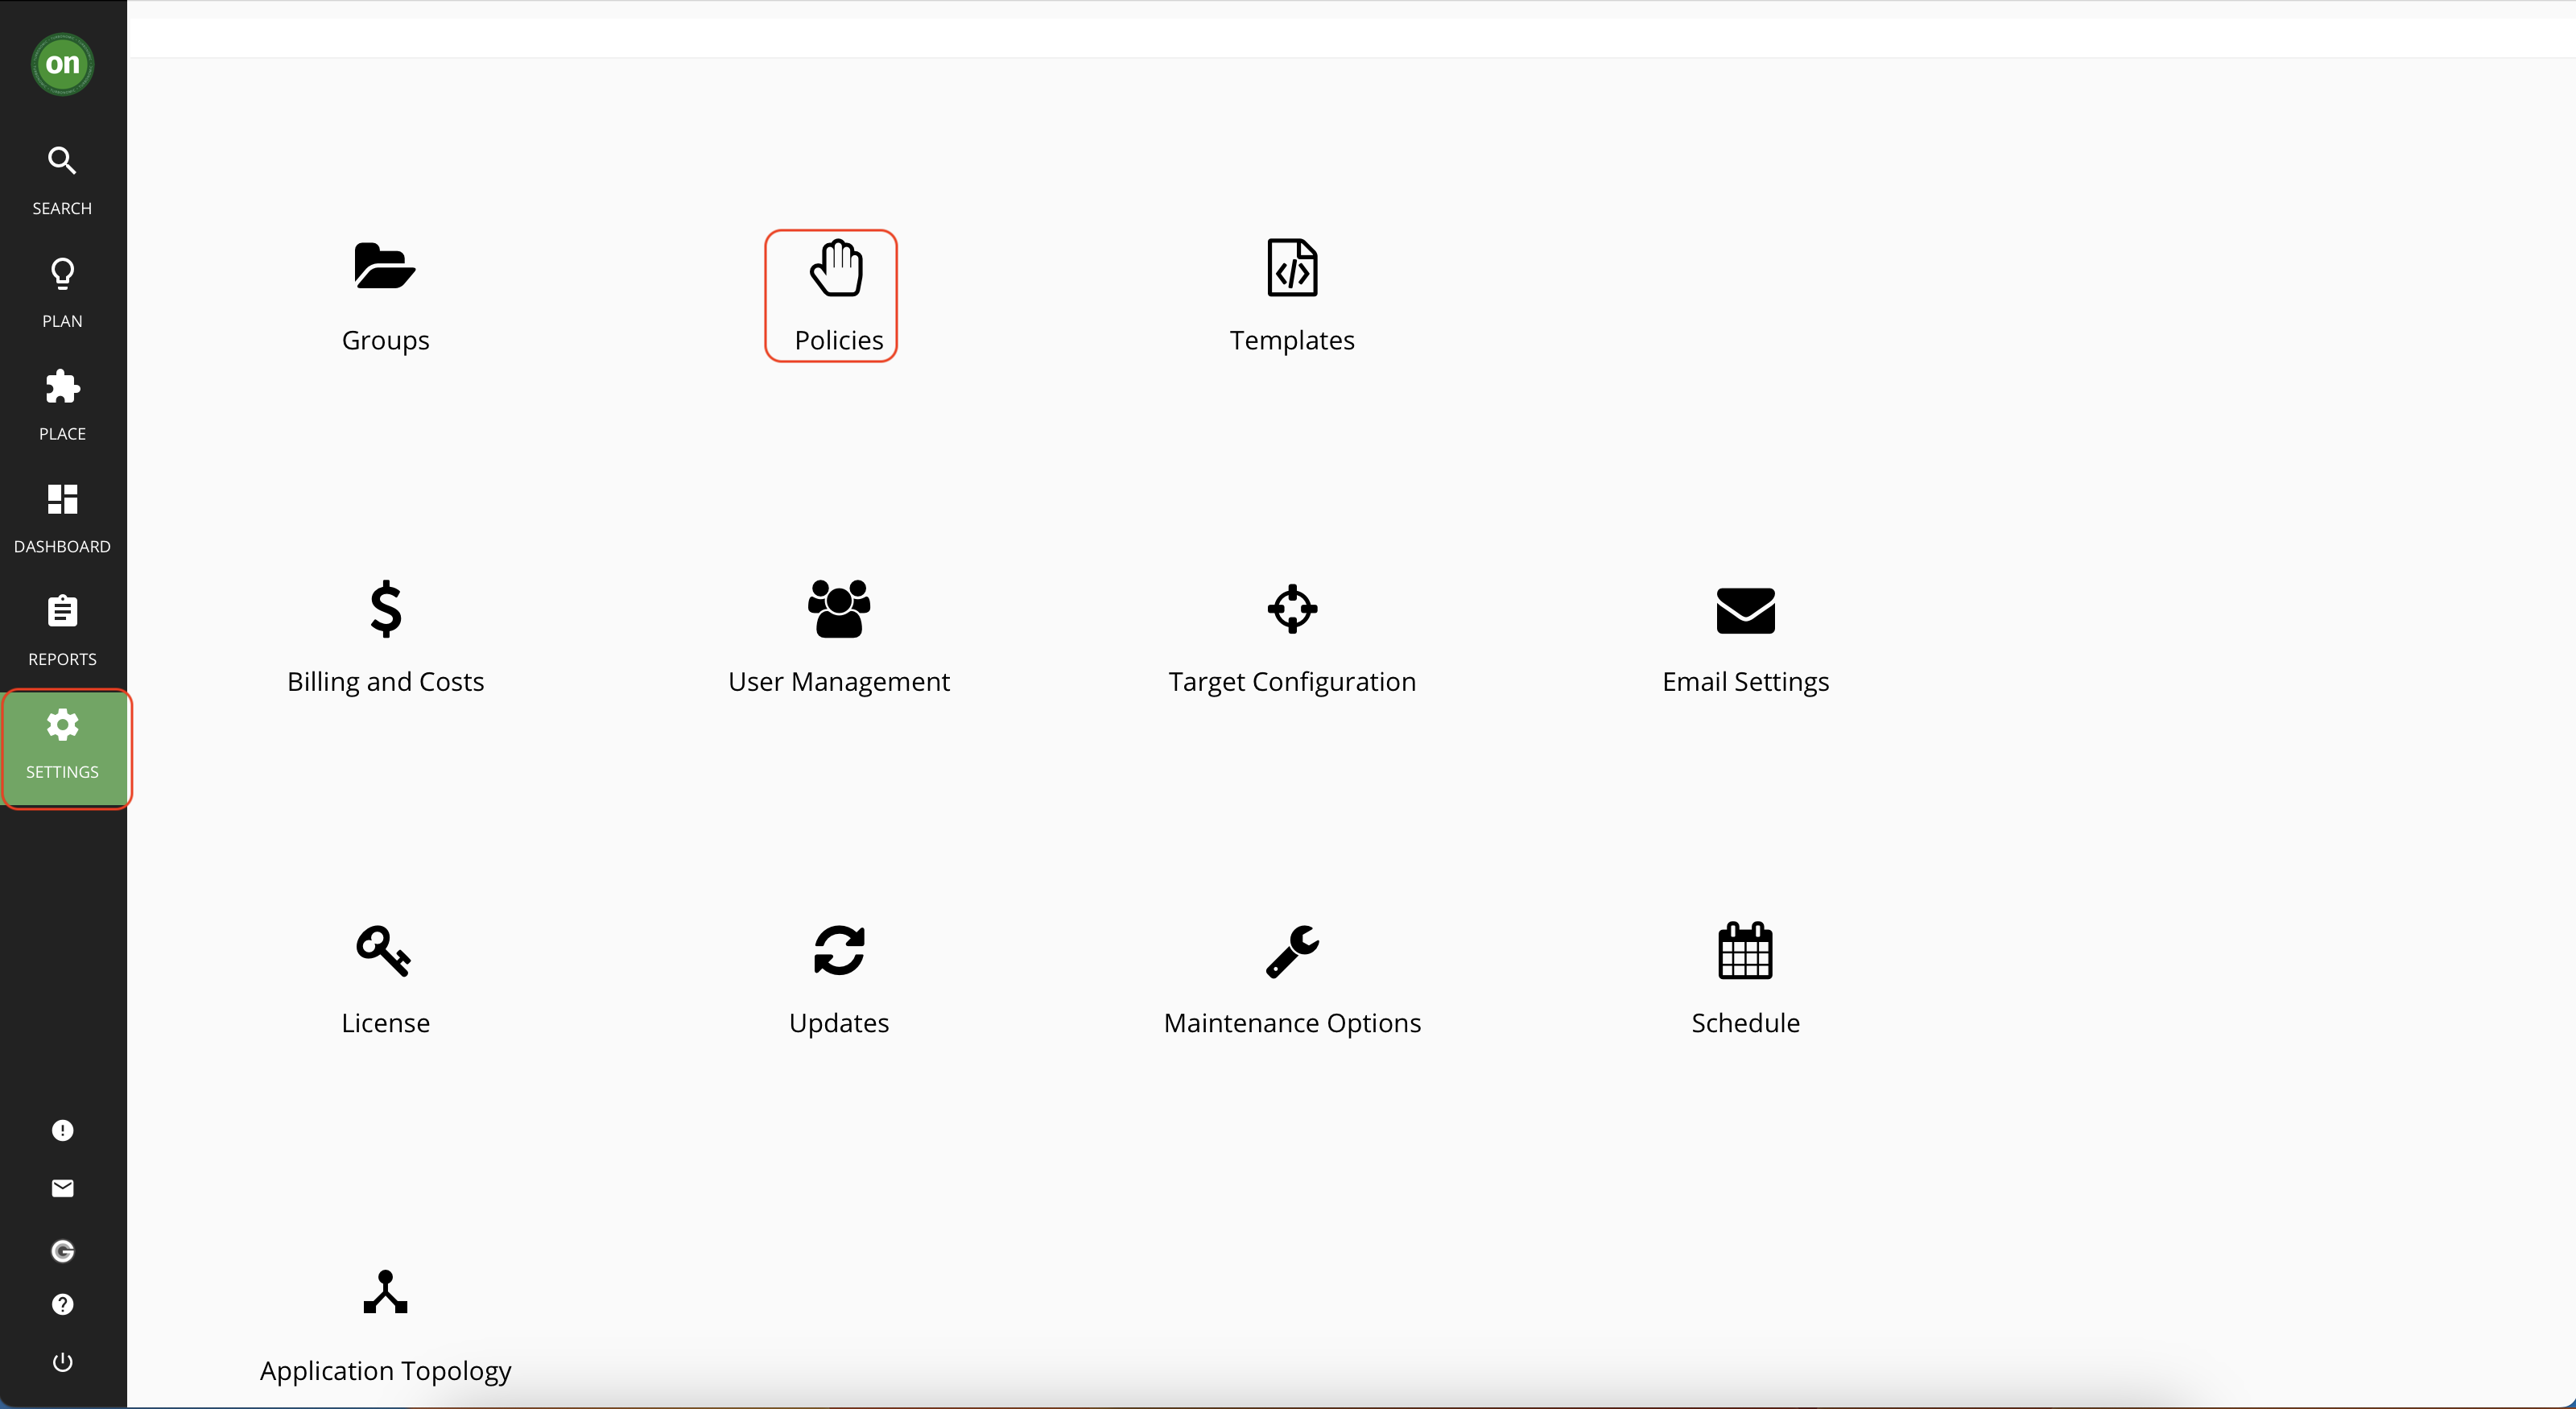 on
SEARCH
PLAN
PLACE
DASHBOARD
REPORTS
SETTINGS
Groups
Policies
Templates
Billing and Costs
User Management
Target Configuration
Email Settings
License
Updates
Maintenance Options
Schedule
Application Topology